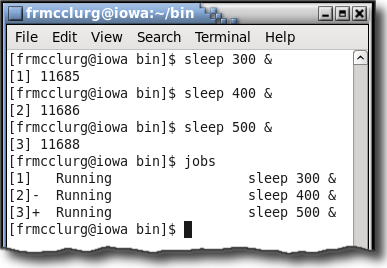 frmcclurg@iowa:~/bin
File Edit View Search Terminal Help
[frmcclurg@iowa bin]$ sleep 300 &
[1] 11685
[frmcclurg@iowa bin]$ sleep 400 &
[2] 11686
[frmcclurg@iowa bin]$ sleep 500 &
[3] 11688
[frmcclurg@iowa bin]$ jobs
[1]   Running                 sleep 300 &
[2]-  Running                 sleep 400 &
[3]+  Running                 sleep 500 &
[frmcclurg@iowa bin]$